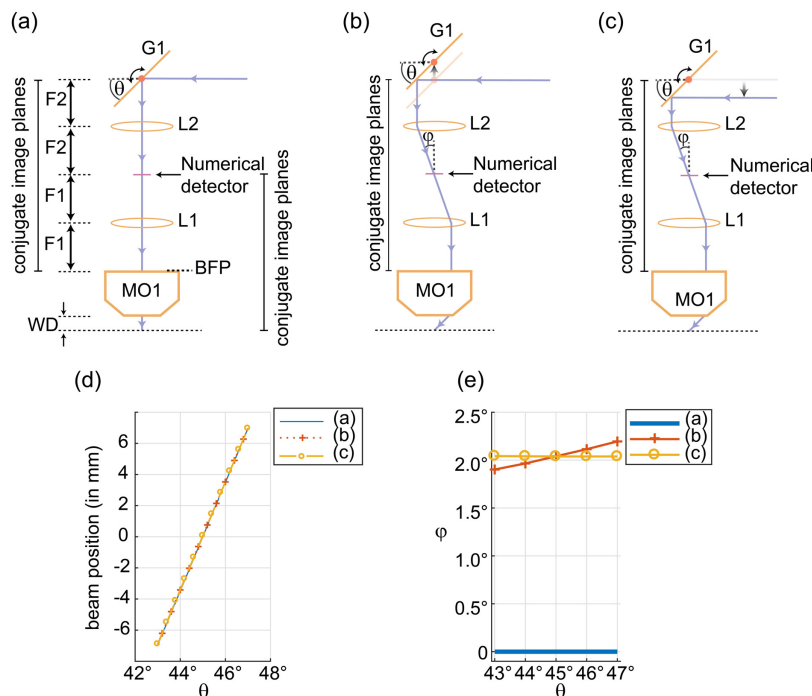 (a)
G1
θ
F2
L2
F2
Numerical
detector
F1
L1
F1
BFP
MO1
WD
conjugate image planes
conjugate image planes
(b)
G1
θ
L2
φ
Numerical
detector
L1
MO1
conjugate image planes
(c)
G1
θ
L2
φ
Numerical
detector
L1
MO1
conjugate image planes
(d)
(a)
(b)
(c)
beam position (in mm)
6
4
2
0
-2
-4
-6
42° 44° 46° 48°
θ
(e)
(a)
(b)
(c)
φ
2.5°
2.0°
1.5°
1.0°
0.5°
0
43° 44° 45° 46° 47°
θ